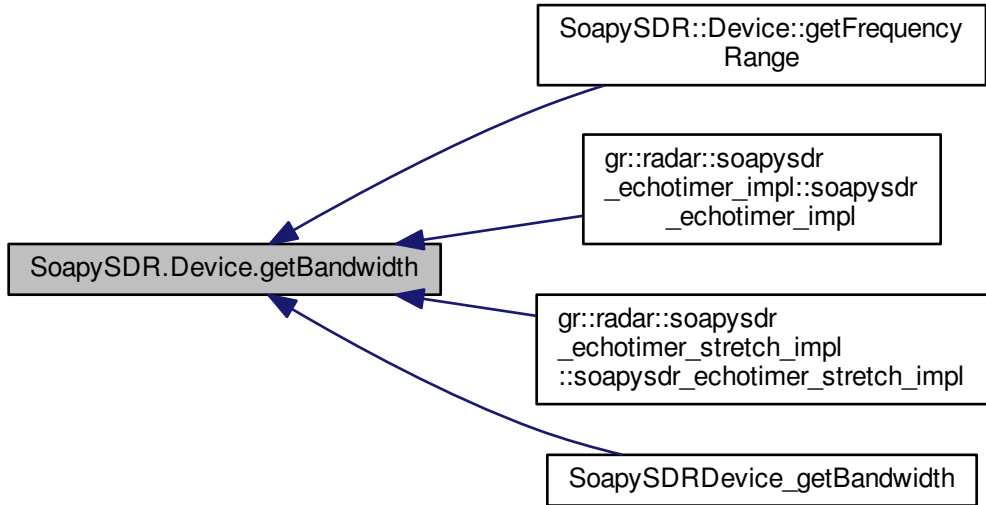 SoapySDR::Device::getFrequency
Range
gr::radar::soapysdr
_echotimer_impl::soapysdr
_echotimer_impl
SoapySDR.Device.getBandwidth
gr::radar::soapysdr
_echotimer_stretch_impl
::soapysdr_echotimer_stretch_impl
SoapySDRDevice_getBandwidth